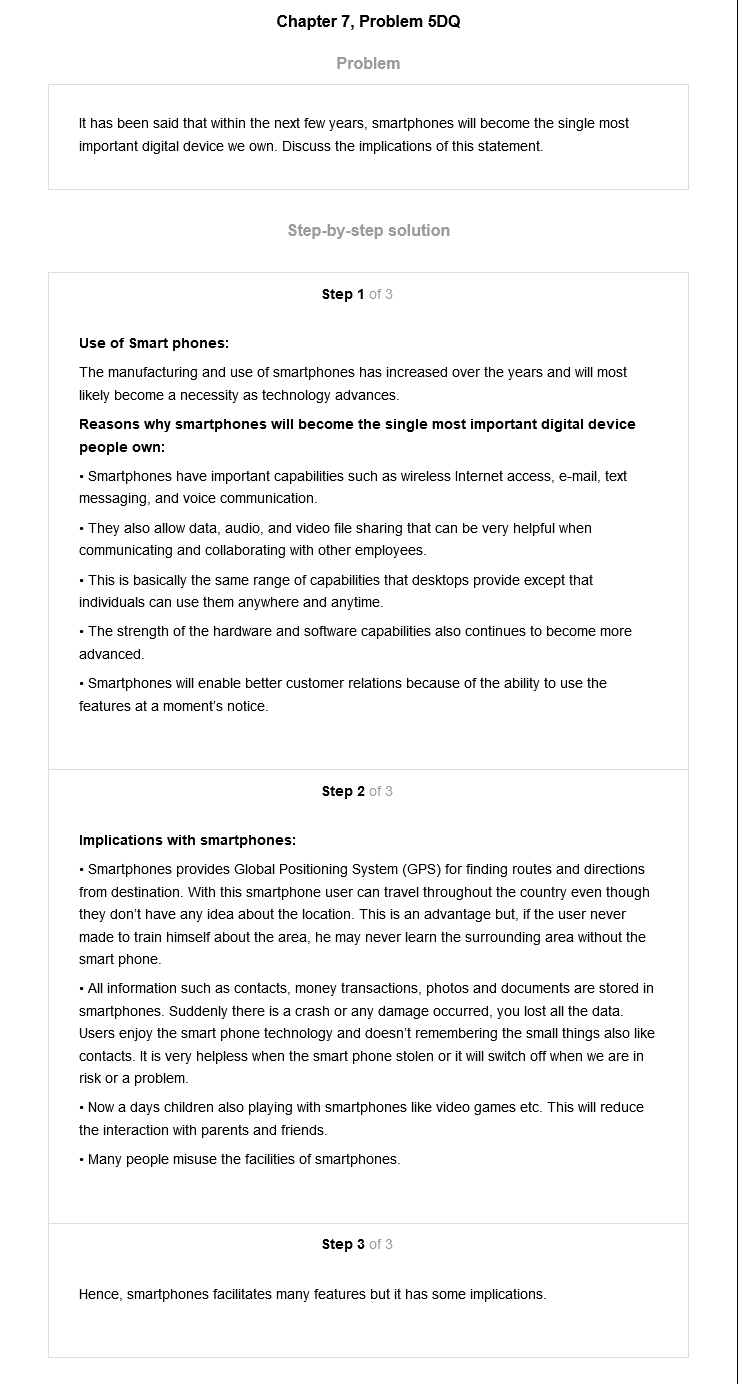 Chapter 7, Problem 5DQ
Problem
It has been said that within the next few years, smartphones will become the single most
important digital device we own. Discuss the implications of this statement.
Step-by-step solution
Step 1 of 3
Use of Smart phones:
The manufacturing and use of smartphones has increased over the years and will most
likely become a necessity as technology advances.
Reasons why smartphones will become the single most important digital device
people own:
• Smartphones have important capabilities such as wireless Internet access, e-mail, text
messaging, and voice communication.
• They also allow data, audio, and video file sharing that can be very helpful when
communicating and collaborating with other employees.
• This is basically the same range of capabilities that desktops provide except that
individuals can use them anywhere and anytime.
• The strength of the hardware and software capabilities also continues to become more
advanced.
• Smartphones will enable better customer relations because of the ability to use the
features at a moment's notice.
Step 2 of 3
Implications with smartphones:
• Smartphones provides Global Positioning System (GPS) for finding routes and directions
from destination. With this smartphone user can travel throughout the country even though
they don't have any idea about the location. This is an advantage but, if the user never
made to train himself about the area, he may never learn the surrounding area without the
smart phone.
• All information such as contacts, money transactions, photos and documents are stored in
smartphones. Suddenly there is a crash or any damage occurred, you lost all the data.
Users enjoy the smart phone technology and doesn't remembering the small things also like
contacts. It is very helpless when the smart phone stolen or it will switch off when we are in
risk or a problem.
• Now a days children also playing with smartphones like video games etc. This will reduce
the interaction with parents and friends.
• Many people misuse the facilities of smartphones.
Step 3 of 3
Hence, smartphones facilitates many features but it has some implications.